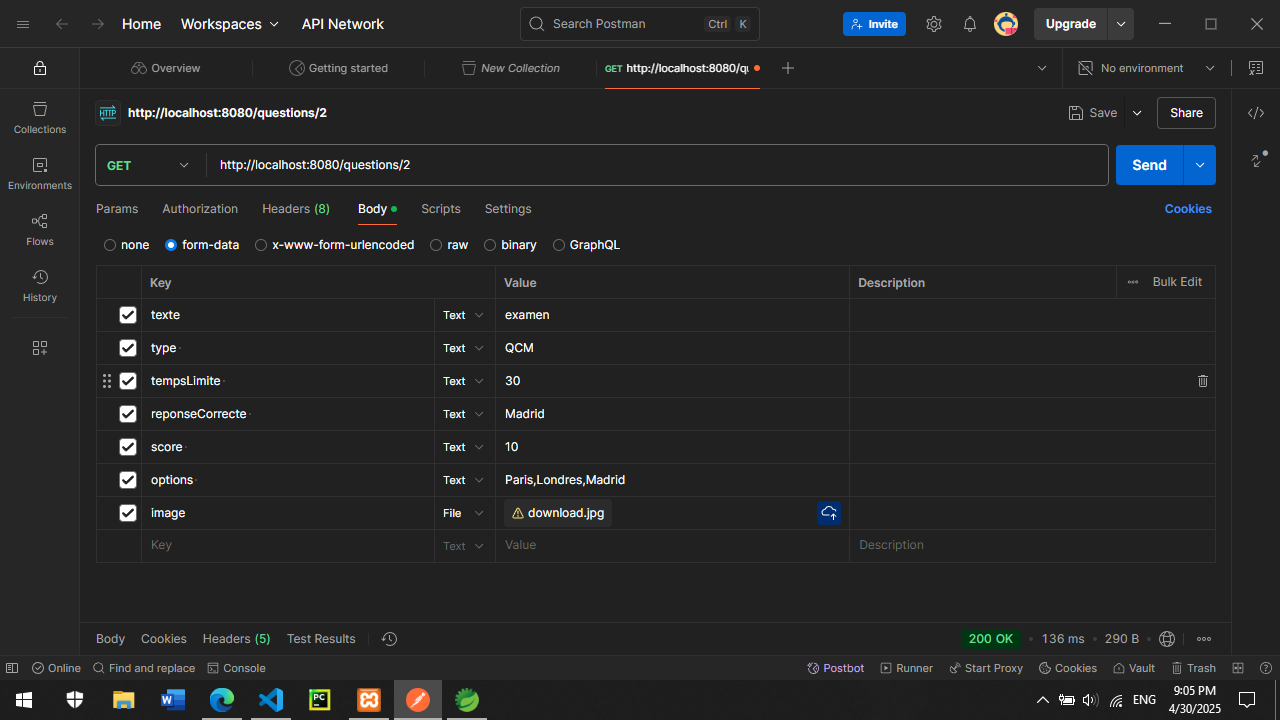 Home Workspaces API Network Search Postman Ctrl K Invite Upgrade
Overview Getting started New Collection GET http://localhost:8080/qu No environment
HTTP http://localhost:8080/questions/2 Save Share
Collections
GET http://localhost:8080/questions/2 Send
Environments
Params Authorization Headers (8) Body Scripts Settings Cookies
Flows
none form-data x-www-form-urlencoded raw binary GraphQL
History
Key Value Description Bulk Edit
texte Text examen
type Text QCM
tempsLimite Text 30
reponseCorrecte Text Madrid
score Text 10
options Text Paris,Londres,Madrid
image File download.jpg
Key Text Value Description
Body Cookies Headers (5) Test Results 200 OK 136 ms 290 B
Online Find and replace Console Postbot Runner Start Proxy Cookies Vault Trash
W PC ENG 9:05 PM
4/30/2025